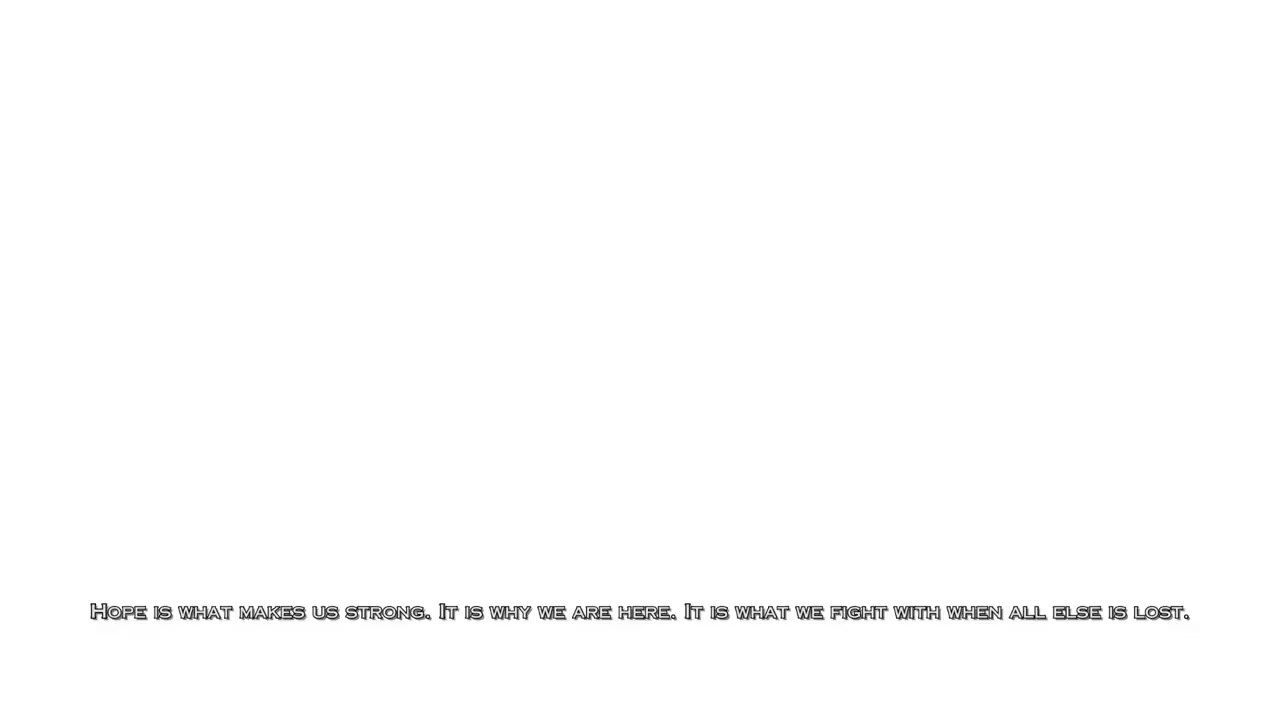 Hope is what makes us strong. It is why we are here. It is what we fight with when all else is lost.